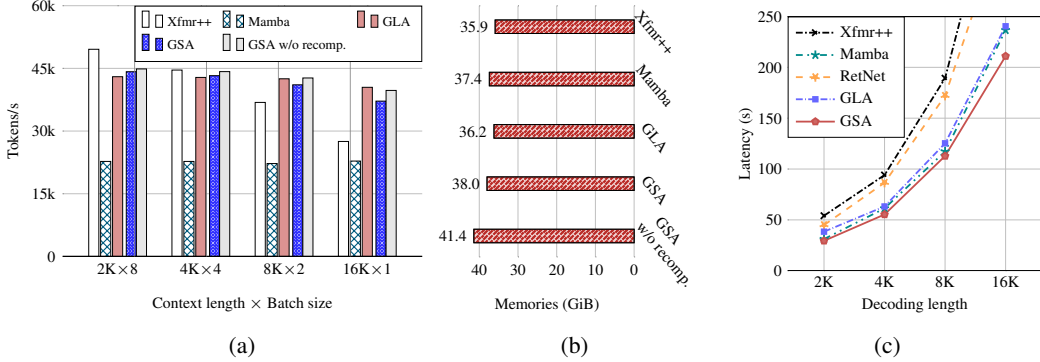 60k
45k
30k
15k
0
Tokens/s
Xfmr++
Mamba
GLA
GSA
GSA w/o recomp.
2K×8
4K×4
8K×2
16K×1
Context length × Batch size
(a)
35.9
Xfmr++
37.4
Mamba
36.2
GLA
38.0
GSA
41.4
GSA
w/o recomp.
40
30
20
10
0
Memories (GiB)
(b)
250
200
150
100
50
0
Latency (s)
Xfmr++
Mamba
RetNet
GLA
GSA
2K
4K
8K
16K
Decoding length
(c)